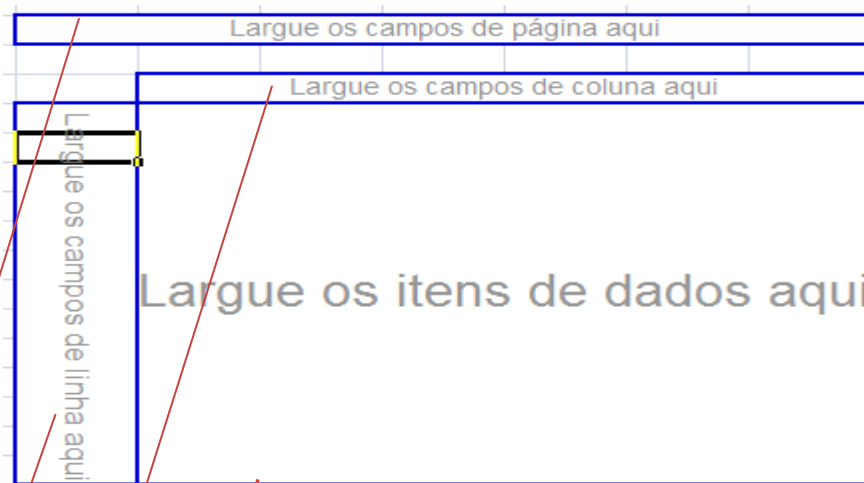 Largue os campos de página aqui
Largue os campos de coluna aqui
Largue os campos de linha aqui
Largue os itens de dados aqui